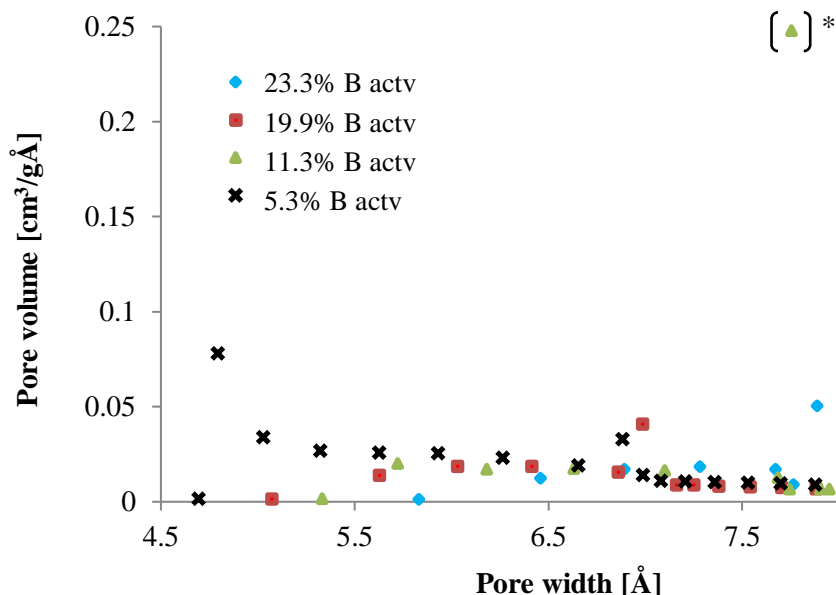 ( ) *
0.25
23.3% B actv
0.2
19.9% B actv
11.3% B actv
0.15
5.3% B actv
0.1
0.05
0
4.5 5.5 6.5 7.5
Pore volume [cm³/gÅ]
Pore width [Å]